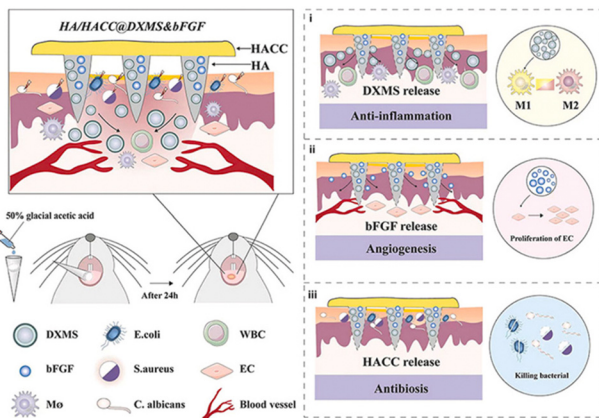 HA/HACC@DXMS&bFGF
HACC
HA
50% glacial acetic acid
After 24h
DXMS
E.coli
WBC
bFGF
S.aureus
EC
Mø
C. albicans
Blood vessel
i
DXMS release
Anti-inflammation
M1
M2
ii
bFGF release
Angiogenesis
Proliferation of EC
iii
HACC release
Antibiosis
Killing bacterial